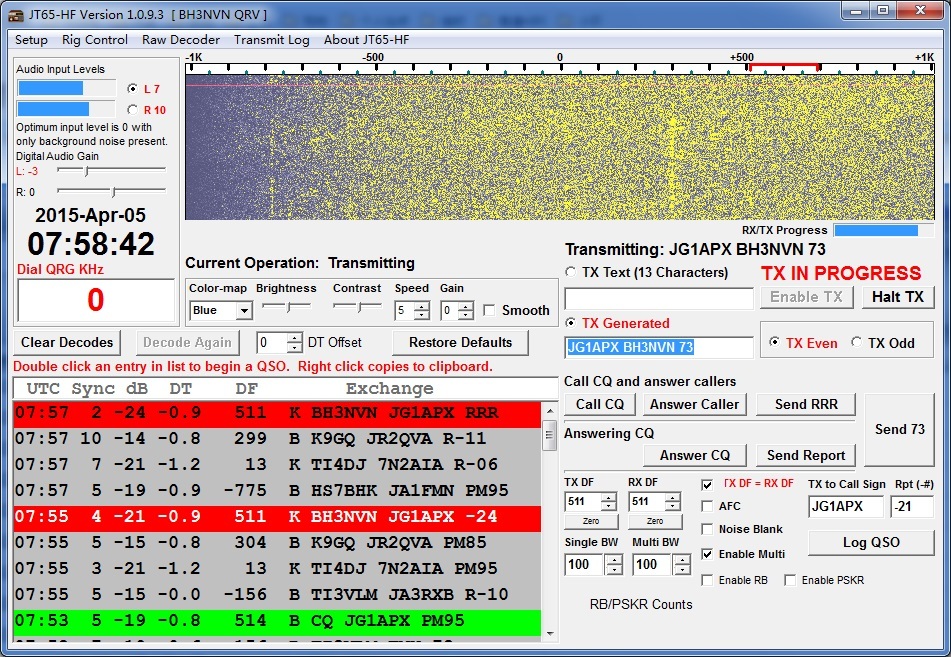 JT65-HF Version 1.0.9.3 [ BH3NVN QRV ]
Setup Rig Control Raw Decoder Transmit Log About JT65-HF
Audio Input Levels
L 7
R 10
Optimum input level is 0 with
only background noise present.
Digital Audio Gain
L: -3
R: 0
2015-Apr-05
07:58:42
Dial QRG KHz
0
-1K -500 0 +500 +1K
RX/TX Progress
Current Operation: Transmitting
Color-map Brightness Contrast Speed Gain
Blue 5 0 Smooth
Transmitting: JG1APX BH3NVN 73
TX Text (13 Characters) TX IN PROGRESS
Enable TX Halt TX
TX Generated
JG1APX BH3NVN 73
TX Even TX Odd
Clear Decodes Decode Again 0 DT Offset Restore Defaults
Double click an entry in list to begin a QSO. Right click copies to clipboard.
UTC Sync dB DT DF Exchange
07:57 2 -24 -0.9 511 K BH3NVN JG1APX RRR
07:57 10 -14 -0.8 299 B K9GQ JR2QVA R-11
07:57 7 -21 -1.2 13 K TI4DJ 7N2AIA R-06
07:57 5 -19 -0.9 -775 B HS7BHK JA1FMN PM95
07:55 4 -21 -0.9 511 K BH3NVN JG1APX -24
07:55 5 -15 -0.8 304 B K9GQ JR2QVA PM85
07:55 3 -21 -1.2 13 K TI4DJ 7N2AIA PM95
07:55 5 -15 -0.0 -156 B TI3VLM JA3RXB R-10
07:53 5 -19 -0.8 514 B CQ JG1APX PM95
Call CQ and answer callers
Call CQ Answer Caller Send RRR
Send 73
Answering CQ
Answer CQ Send Report
TX DF RX DF TX DF = RX DF TX to Call Sign Rpt (-#)
511 511 AFC JG1APX -21
Zero Zero
Noise Blank
Single BW Multi BW Log QSO
100 100 Enable Multi
Enable RB Enable PSKR
RB/PSKR Counts